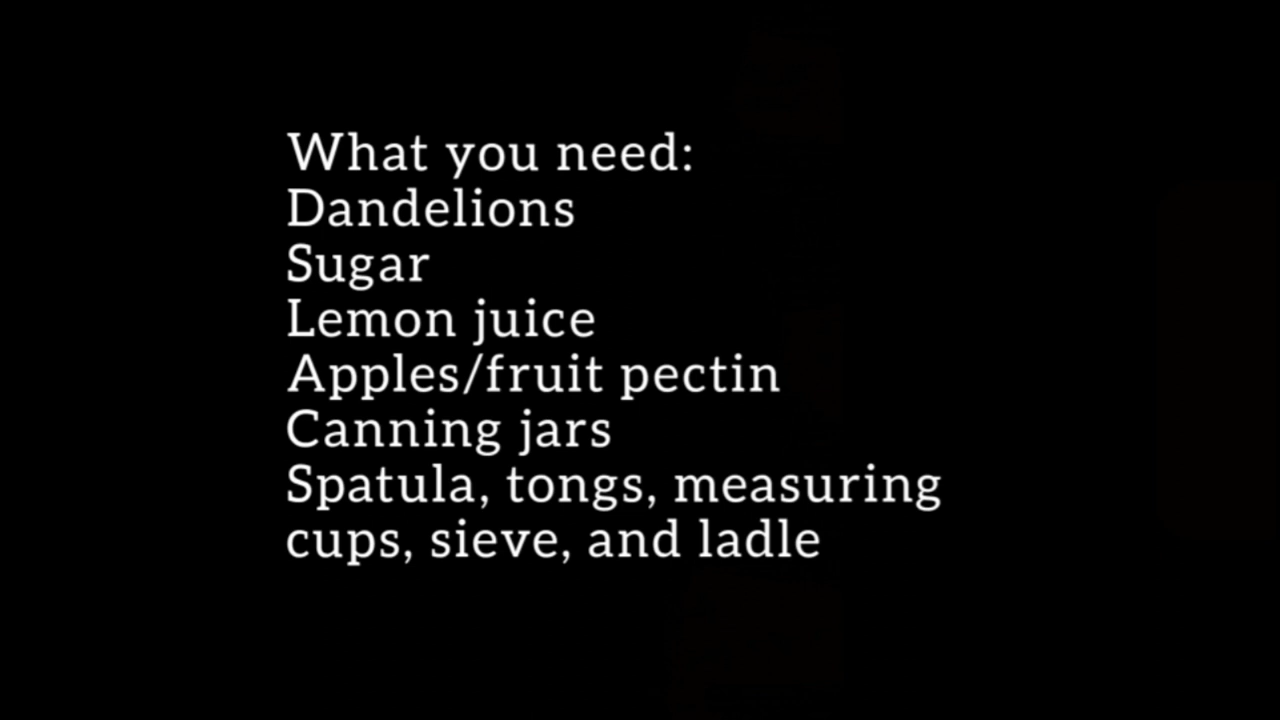 What you need:
Dandelions
Sugar
Lemon juice
Apples/fruit pectin
Canning jars
Spatula, tongs, measuring
cups, sieve, and ladle